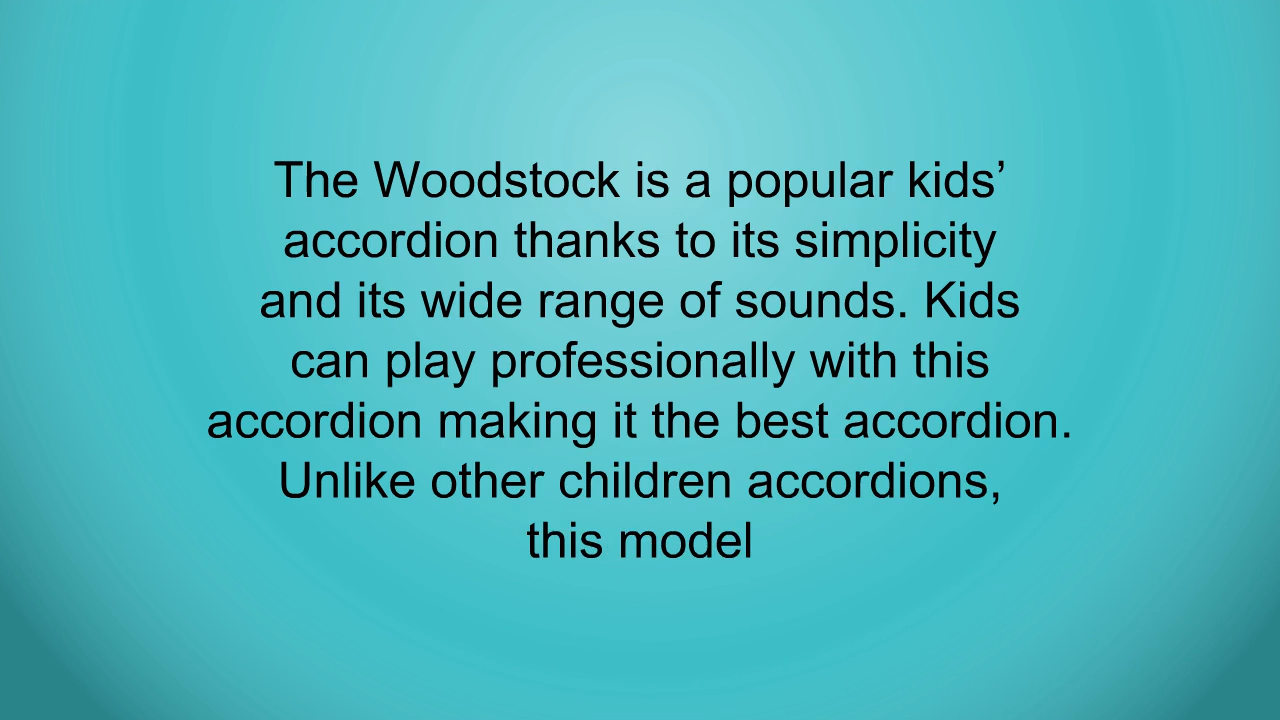 The Woodstock is a popular kids’
accordion thanks to its simplicity
and its wide range of sounds. Kids
can play professionally with this
accordion making it the best accordion.
Unlike other children accordions,
this model